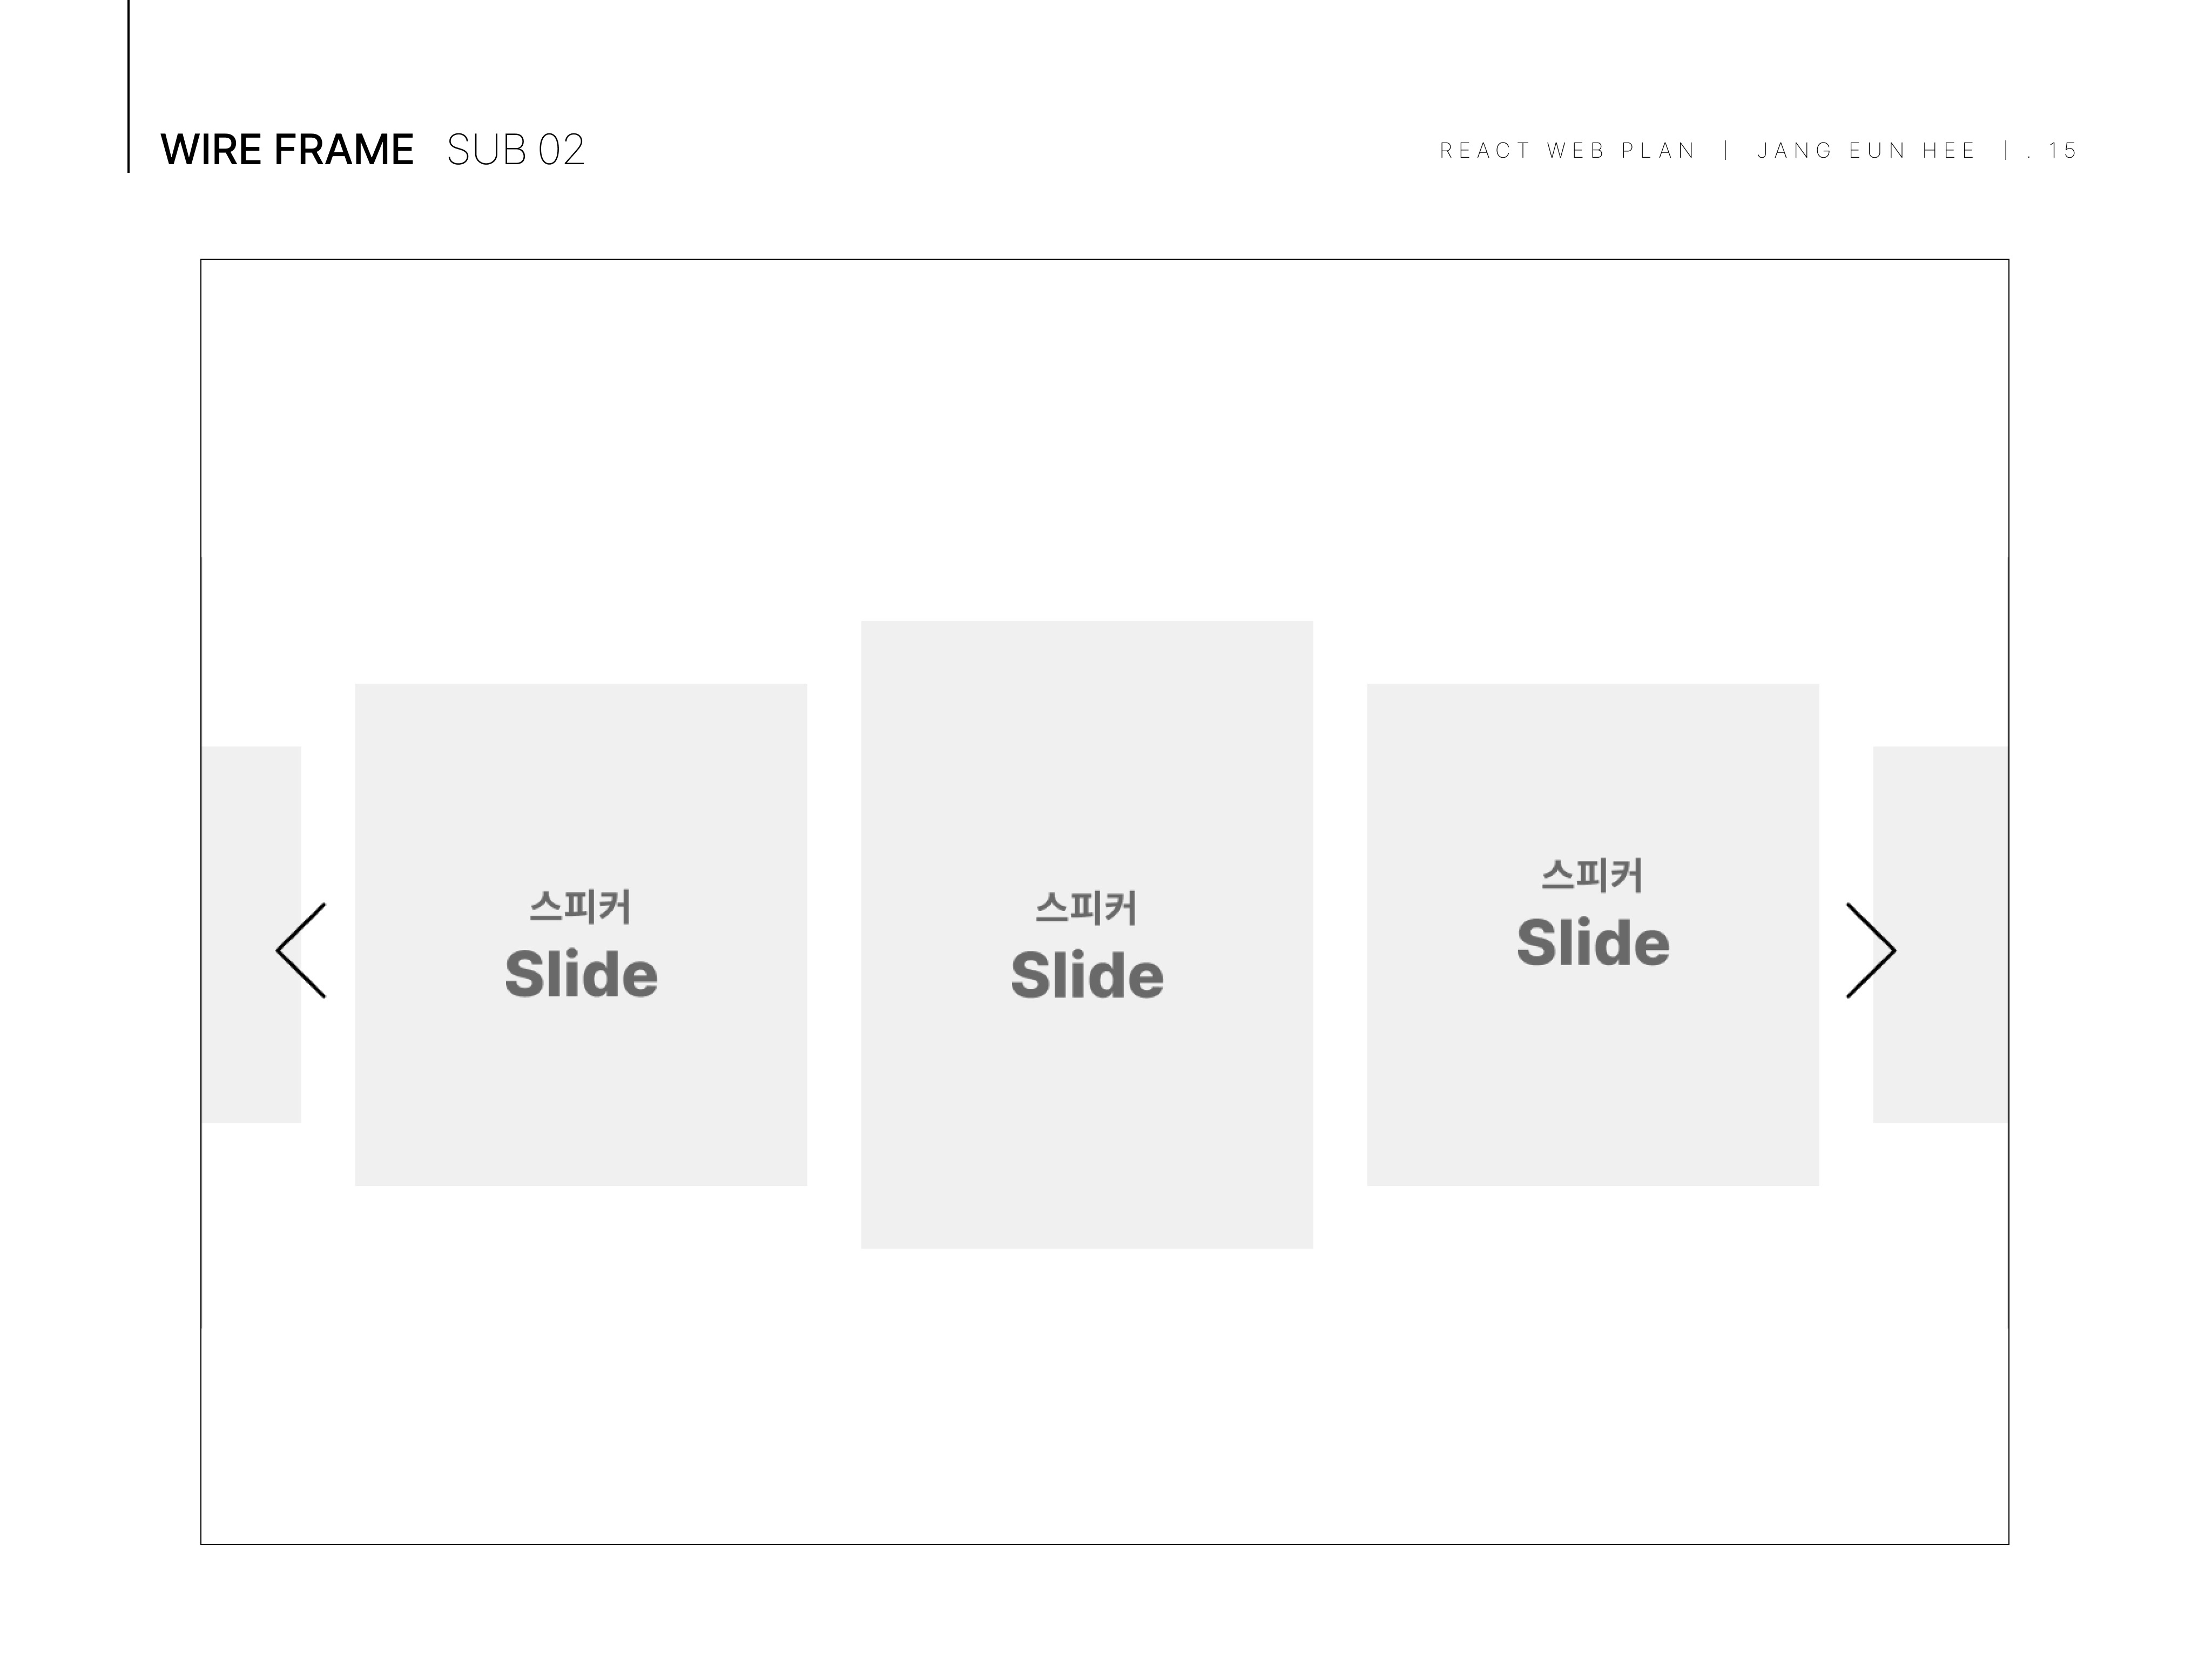 WIRE FRAME SUB 02
REACT WEB PLAN | JANG EUN HEE | . 15
스피커
Slide
스피커
Slide
스피커
Slide